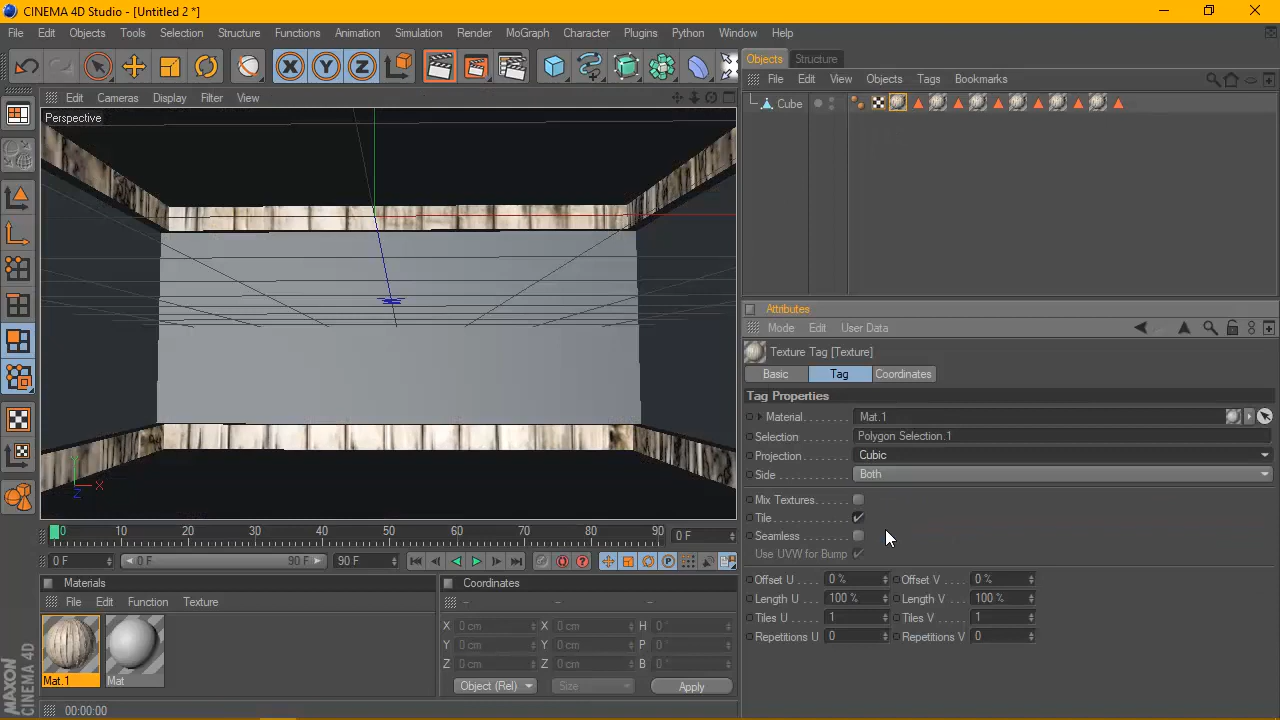 CINEMA 4D Studio - [Untitled 2 *]
File Edit Objects Tools Selection Structure Functions Animation Simulation Render MoGraph Character Plugins Python Window Help
X Y Z
Objects Structure
File Edit View Objects Tags Bookmarks
Cube
Edit Cameras Display Filter View
Perspective
Y X Z
Attributes
Mode Edit User Data
Texture Tag [Texture]
Basic Tag Coordinates
Tag Properties
Material Mat.1
Selection Polygon Selection.1
Projection Cubic
Side Both
Mix Textures
Tile
Seamless
Use UVW for Bump
Offset U 0 % Offset V 0 %
Length U 100 % Length V 100 %
Tiles U 1 Tiles V 1
Repetitions U 0 Repetitions V 0
0 10 20 30 40 50 60 70 80 90 0 F
0 F 0 F 90 F 90 F
Materials
File Edit Function Texture
Mat.1 Mat
Coordinates
X 0 cm X 0 cm H 0 °
Y 0 cm Y 0 cm P 0 °
Z 0 cm Z 0 cm B 0 °
Object (Rel) Size Apply
MAXON CINEMA 4D
00:00:00